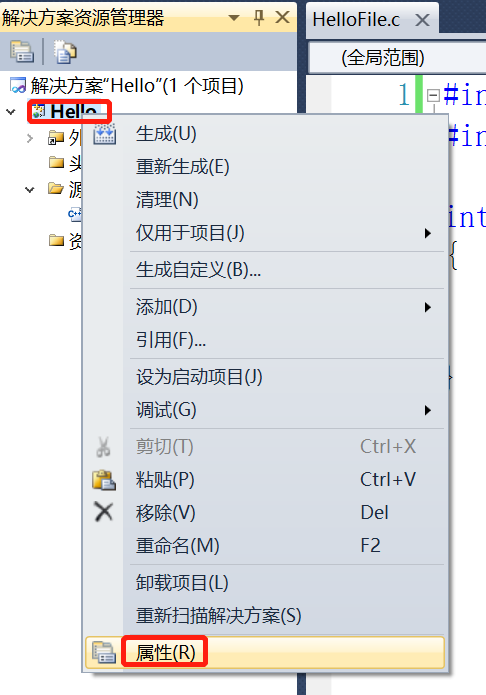 解决方案资源管理器
HelloFile.c
(全局范围)
解决方案“Hello”(1 个项目)
Hello
外
头
源
资
1
#in
#in
int
{
生成(U)
重新生成(E)
清理(N)
仅用于项目(J)
生成自定义(B)...
添加(D)
引用(F)...
设为启动项目(J)
调试(G)
剪切(T) Ctrl+X
粘贴(P) Ctrl+V
移除(V) Del
重命名(M) F2
卸载项目(L)
重新扫描解决方案(S)
属性(R)